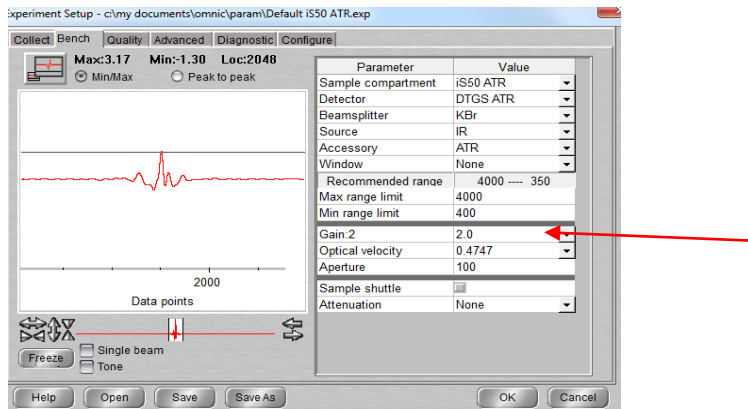 xperiment Setup - c:\my documents\omnic\param\Default iS50 ATR.exp
Collect Bench Quality Advanced Diagnostic Configure
Max:3.17 Min:-1.30 Loc:2048
Min/Max Peak to peak
2000
Data points
Freeze
Single beam
Tone
Parameter Value
Sample compartment iS50 ATR
Detector DTGS ATR
Beamsplitter KBr
Source IR
Accessory ATR
Window None
Recommended range 4000 ---- 350
Max range limit 4000
Min range limit 400
Gain:2 2.0
Optical velocity 0.4747
Aperture 100
Sample shuttle
Attenuation None
Help Open Save Save As OK Cancel